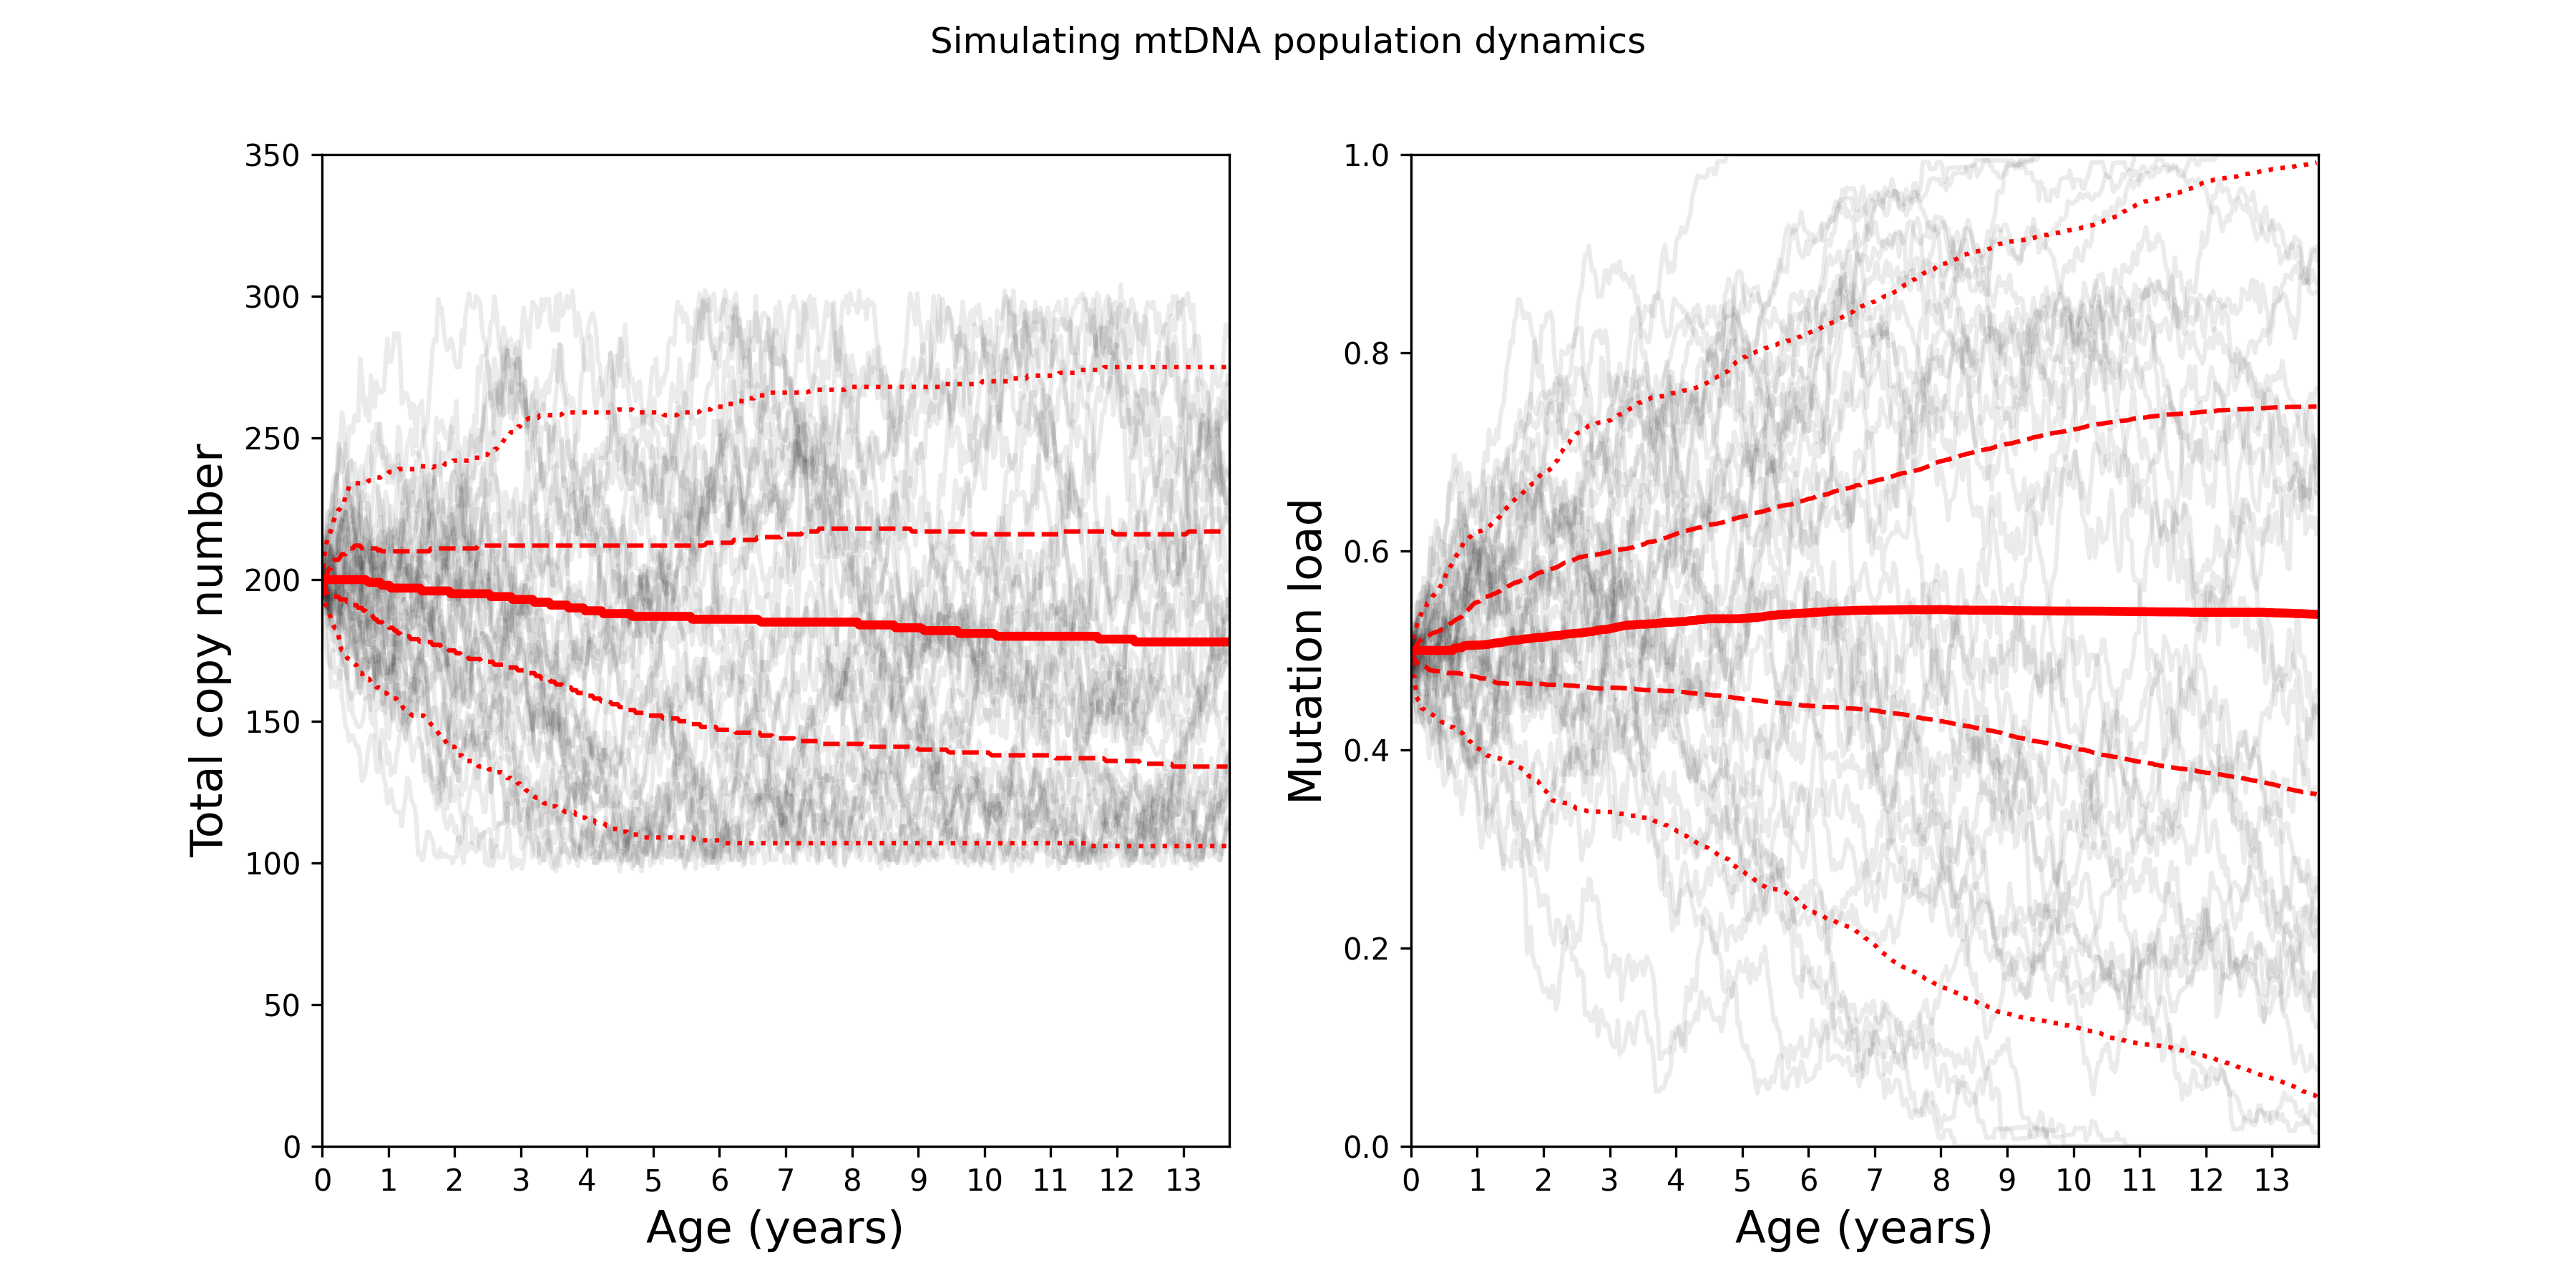 Simulating mtDNA population dynamics
Total copy number
350
300
250
200
150
100
50
0
0 1 2 3 4 5 6 7 8 9 10 11 12 13
Age (years)
Mutation load
1.0
0.8
0.6
0.4
0.2
0.0
0 1 2 3 4 5 6 7 8 9 10 11 12 13
Age (years)